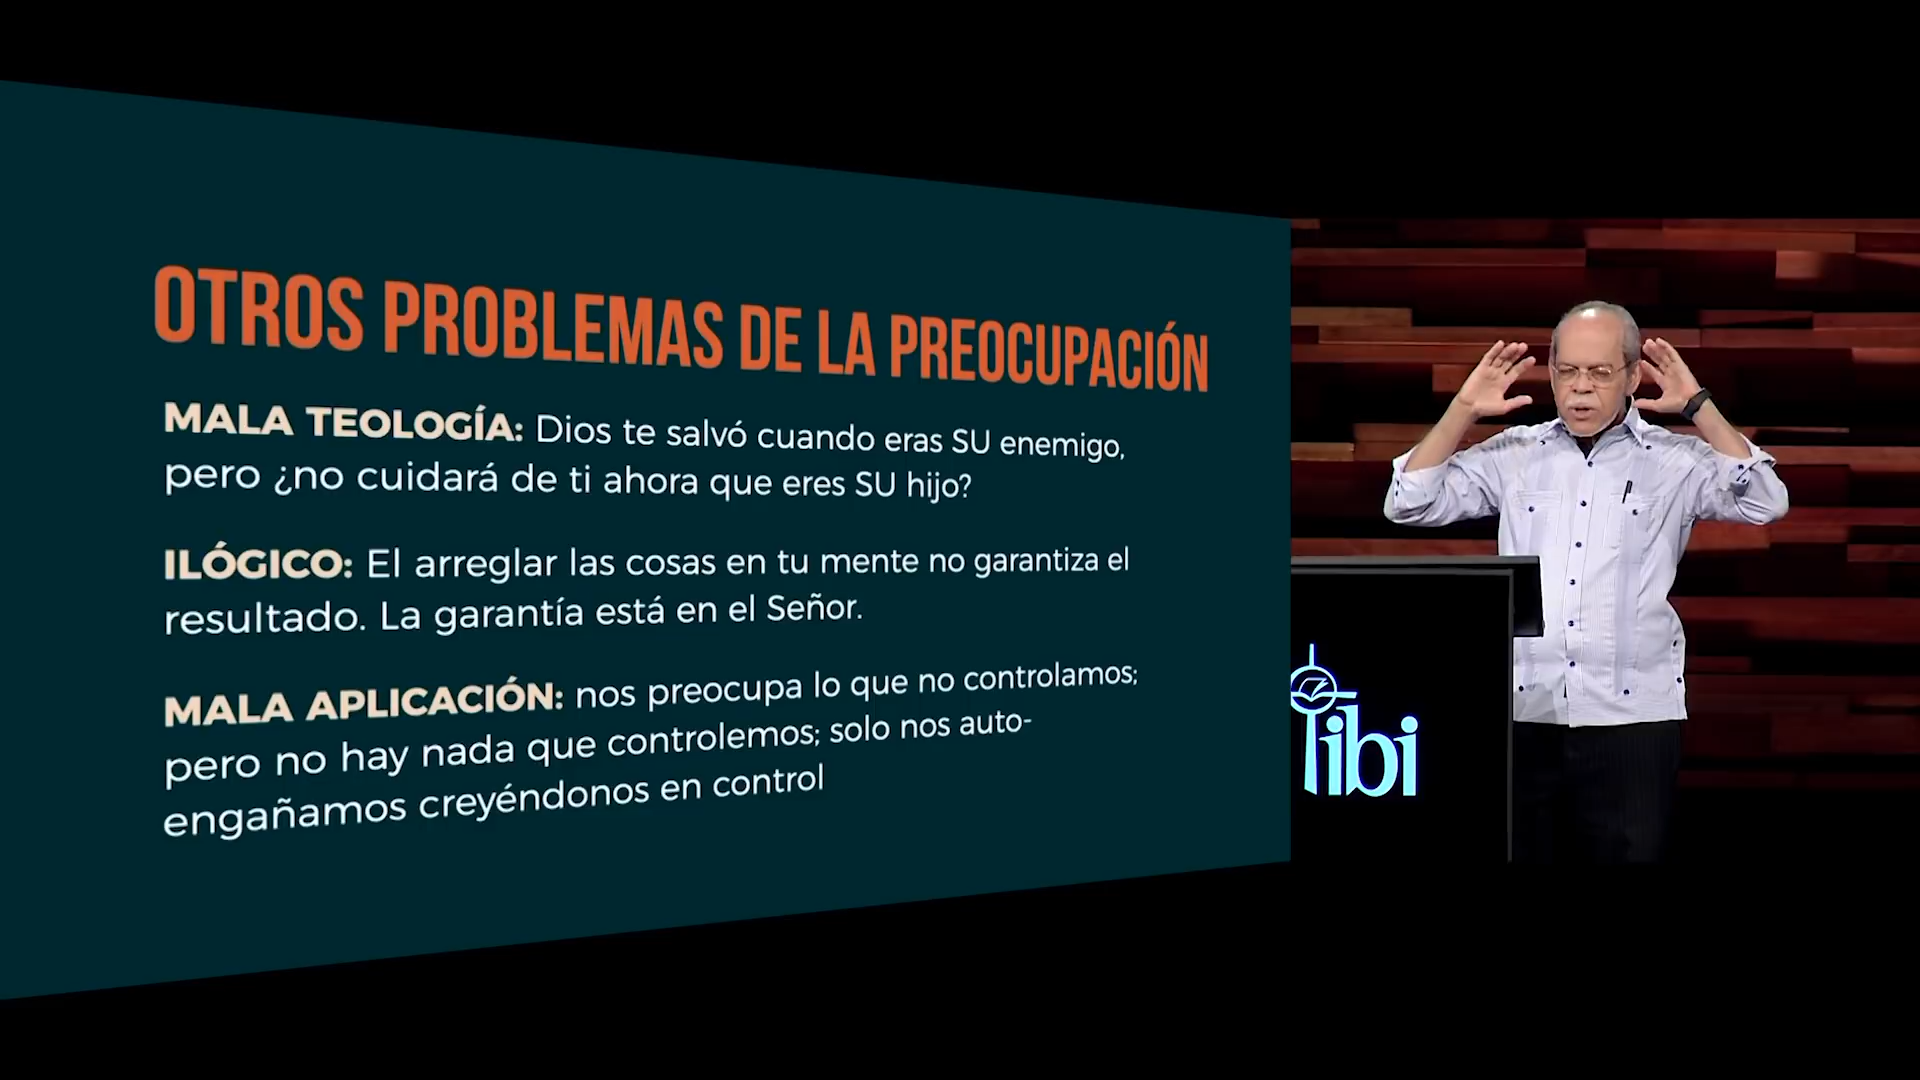 OTROS PROBLEMAS DE LA PREOCUPACIÓN
MALA TEOLOGÍA: Dios te salvó cuando eras SU enemigo,
pero ¿no cuidará de ti ahora que eres SU hijo?
ILÓGICO: El arreglar las cosas en tu mente no garantiza el
resultado. La garantía está en el Señor.
MALA APLICACIÓN: nos preocupa lo que no controlamos;
pero no hay nada que controlemos; solo nos auto-
engañamos creyéndonos en control
ibi